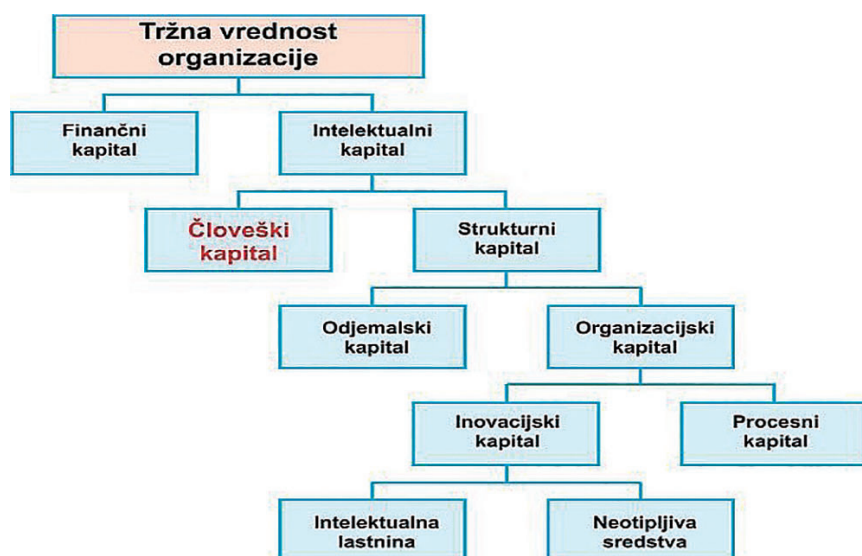 Tržna vrednost
organizacije
Finančni
kapital
Intelektualni
kapital
Človeški
kapital
Strukturni
kapital
Odjemalski
kapital
Organizacijski
kapital
Inovacijski
kapital
Procesni
kapital
Intelektualna
lastnina
Neotipljiva
sredstva